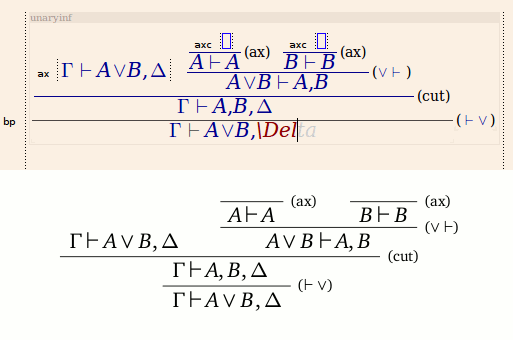 unaryinf
axc axc
A ⊢ A (ax) B ⊢ B (ax)
ax Γ ⊢ A∨B, Δ A∨B ⊢ A,B (∨ ⊢)
Γ ⊢ A,B, Δ (cut)
bp Γ ⊢ A∨B,\Delta ( ⊢ ∨)
(ax) (ax)
A ⊢ A B ⊢ B (∨ ⊢)
Γ ⊢ A ∨ B, Δ A ∨ B ⊢ A, B (cut)
Γ ⊢ A, B, Δ (⊢ ∨)
Γ ⊢ A ∨ B, Δ